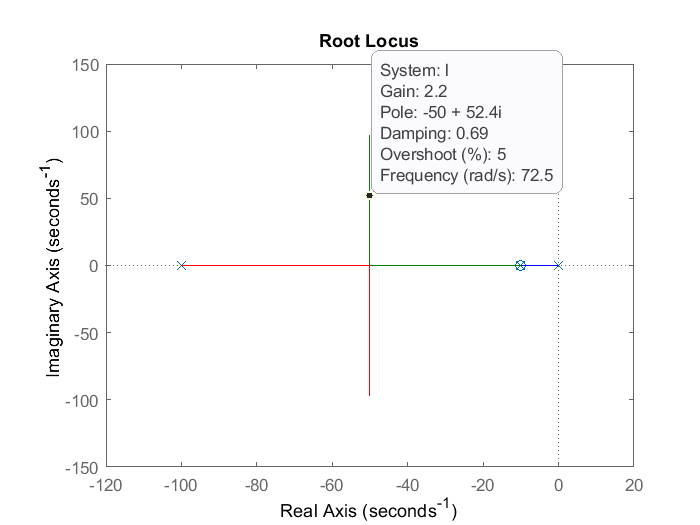 Root Locus
System: l
Gain: 2.2
Pole: -50 + 52.4i
Damping: 0.69
Overshoot (%): 5
Frequency (rad/s): 72.5
150
100
50
0
-50
-100
-150
Imaginary Axis (seconds-1)
-120 -100 -80 -60 -40 -20 0 20
Real Axis (seconds-1)